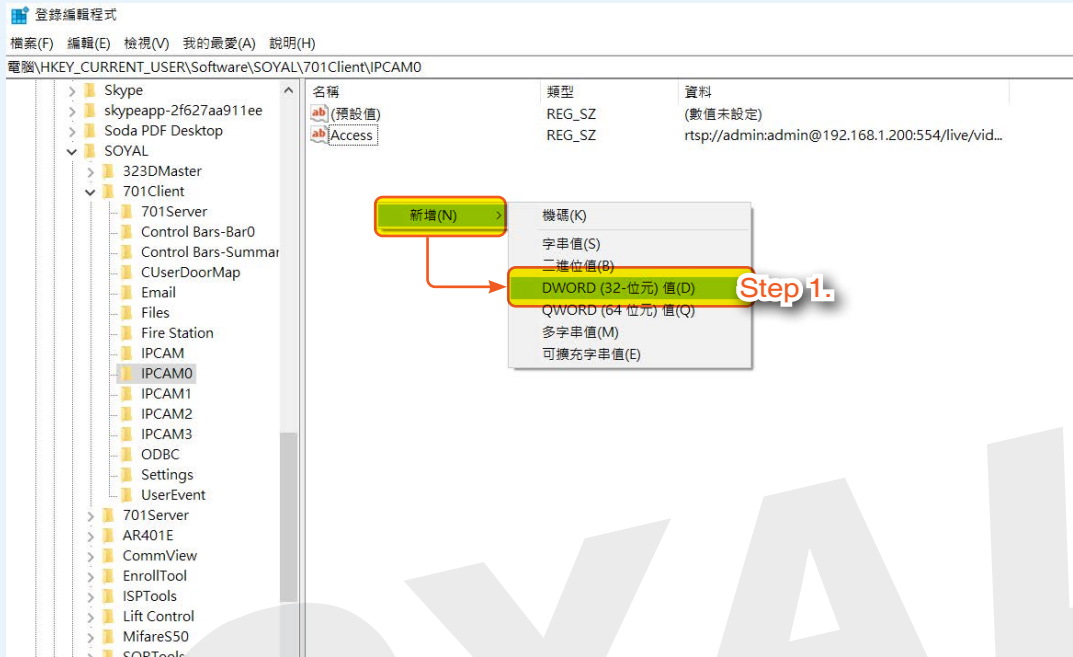 登錄編輯程式
檔案(F) 編輯(E) 檢視(V) 我的最愛(A) 說明(H)
電腦\HKEY_CURRENT_USER\Software\SOYAL\701Client\IPCAM0
Skype
skypeapp-2f627aa911ee
Soda PDF Desktop
SOYAL
323DMaster
701Client
701Server
Control Bars-Bar0
Control Bars-Summar
CUserDoorMap
Email
Files
Fire Station
IPCAM
IPCAM0
IPCAM1
IPCAM2
IPCAM3
ODBC
Settings
UserEvent
701Server
AR401E
CommView
EnrollTool
ISPTools
Lift Control
MifareS50
名稱 類型 資料
ab (預設值) REG_SZ (數值未設定)
ab Access REG_SZ rtsp://admin:admin@192.168.1.200:554/live/vid...
新增(N)
機碼(K)
字串值(S)
二進位值(B)
DWORD (32-位元) 值(D)
QWORD (64 位元) 值(Q)
多字串值(M)
可擴充字串值(E)
Step 1.
SOYAL